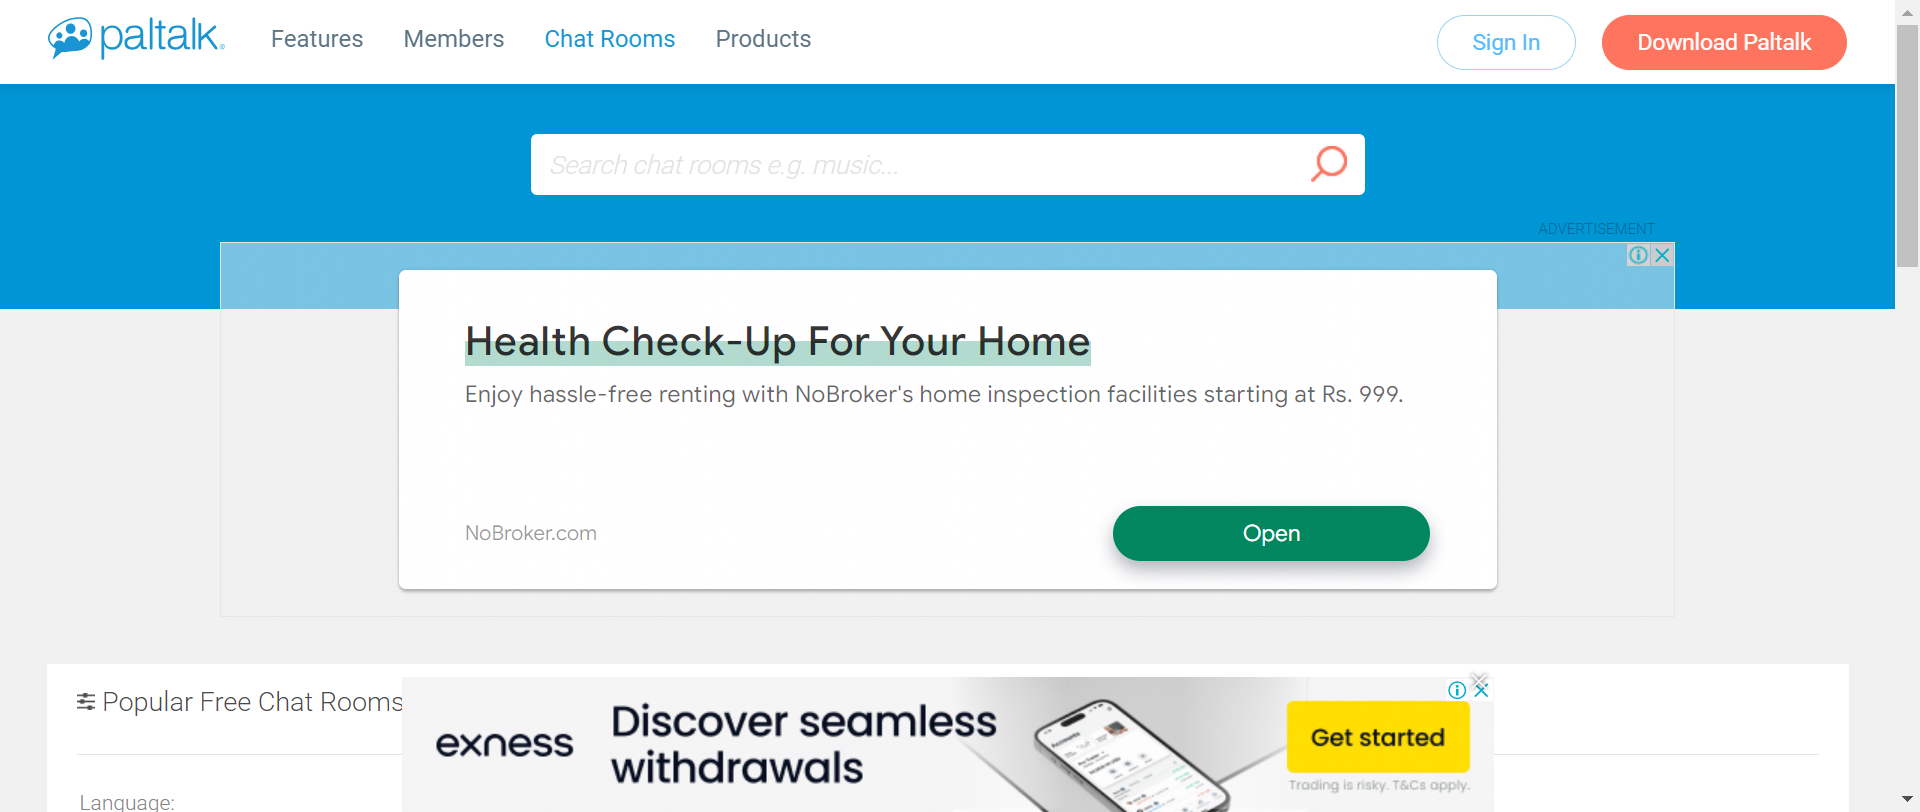 paltalk
Features Members Chat Rooms Products Sign In Download Paltalk
Search chat rooms e.g. music...
ADVERTISEMENT
Health Check-Up For Your Home
Enjoy hassle-free renting with NoBroker's home inspection facilities starting at Rs. 999.
NoBroker.com Open
Popular Free Chat Rooms
exness
Discover seamless
withdrawals
Accounts
Get started
Trading is risky. T&Cs apply.
Language: